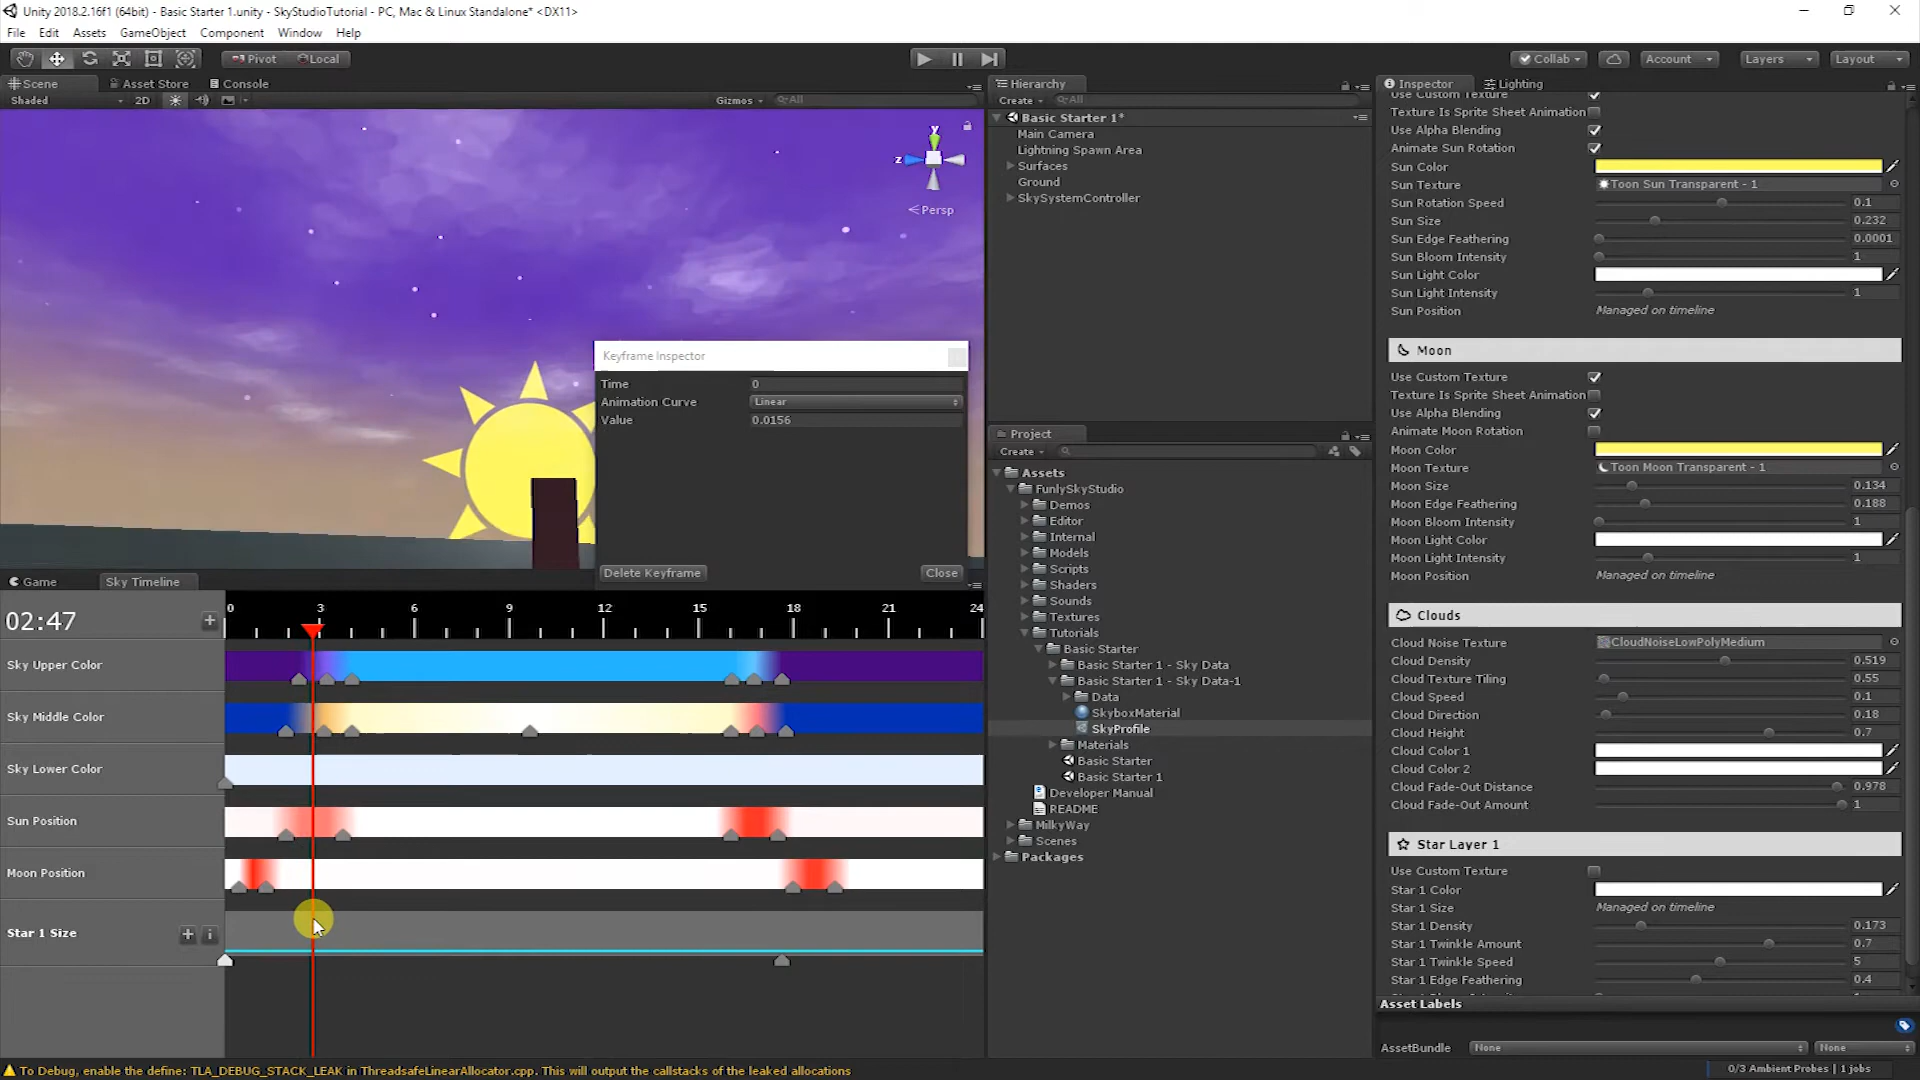 Unity 2018.2.16f1 (64bit) - Basic Starter 1.unity - SkyStudioTutorial - PC, Mac & Linux Standalone* <DX11>
File Edit Assets GameObject Component Window Help
Pivot Local
Collab Account Layers Layout
Scene Asset Store Console
Shaded 2D Gizmos All
y
z
Persp
Keyframe Inspector
Time 0
Animation Curve Linear
Value 0.0156
Delete Keyframe Close
Game Sky Timeline
02:47
0 3 6 9 12 15 18 21 24
Sky Upper Color
Sky Middle Color
Sky Lower Color
Sun Position
Moon Position
Star 1 Size
Hierarchy
Create All
Basic Starter 1*
Main Camera
Lightning Spawn Area
Surfaces
Ground
SkySystemController
Project
Create
Assets
FunlySkyStudio
Demos
Editor
Internal
Models
Scripts
Shaders
Sounds
Textures
Tutorials
Basic Starter
Basic Starter 1 - Sky Data
Basic Starter 1 - Sky Data-1
Data
SkyboxMaterial
SkyProfile
Materials
Basic Starter
Basic Starter 1
Developer Manual
README
MilkyWay
Scenes
Packages
Inspector Lighting
Use Custom Texture
Texture Is Sprite Sheet Animation
Use Alpha Blending
Animate Sun Rotation
Sun Color
Sun Texture Toon Sun Transparent - 1
Sun Rotation Speed 0.1
Sun Size 0.232
Sun Edge Feathering 0.0001
Sun Bloom Intensity 1
Sun Light Color
Sun Light Intensity 1
Sun Position Managed on timeline
Moon
Use Custom Texture
Texture Is Sprite Sheet Animation
Use Alpha Blending
Animate Moon Rotation
Moon Color
Moon Texture Toon Moon Transparent - 1
Moon Size 0.134
Moon Edge Feathering 0.188
Moon Bloom Intensity 1
Moon Light Color
Moon Light Intensity 1
Moon Position Managed on timeline
Clouds
Cloud Noise Texture CloudNoiseLowPolyMedium
Cloud Density 0.519
Cloud Texture Tiling 0.55
Cloud Speed 0.1
Cloud Direction 0.18
Cloud Height 0.7
Cloud Color 1
Cloud Color 2
Cloud Fade-Out Distance 0.978
Cloud Fade-Out Amount 1
Star Layer 1
Use Custom Texture
Star 1 Color
Star 1 Size Managed on timeline
Star 1 Density 0.173
Star 1 Twinkle Amount 0.7
Star 1 Twinkle Speed 5
Star 1 Edge Feathering 0.4
Asset Labels
AssetBundle None None
To Debug, enable the define: TLA_DEBUG_STACK_LEAK in ThreadsafeLinearAllocator.cpp. This will output the callstacks of the leaked allocations
0/3 Ambient Probes | 1 jobs